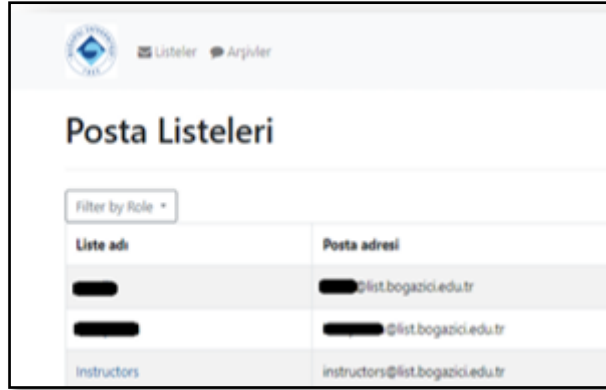 Listeler Arşivler
Posta Listeleri
Filter by Role
Liste adı Posta adresi
@list.bogazici.edu.tr
@list.bogazici.edu.tr
Instructors instructors@list.bogazici.edu.tr